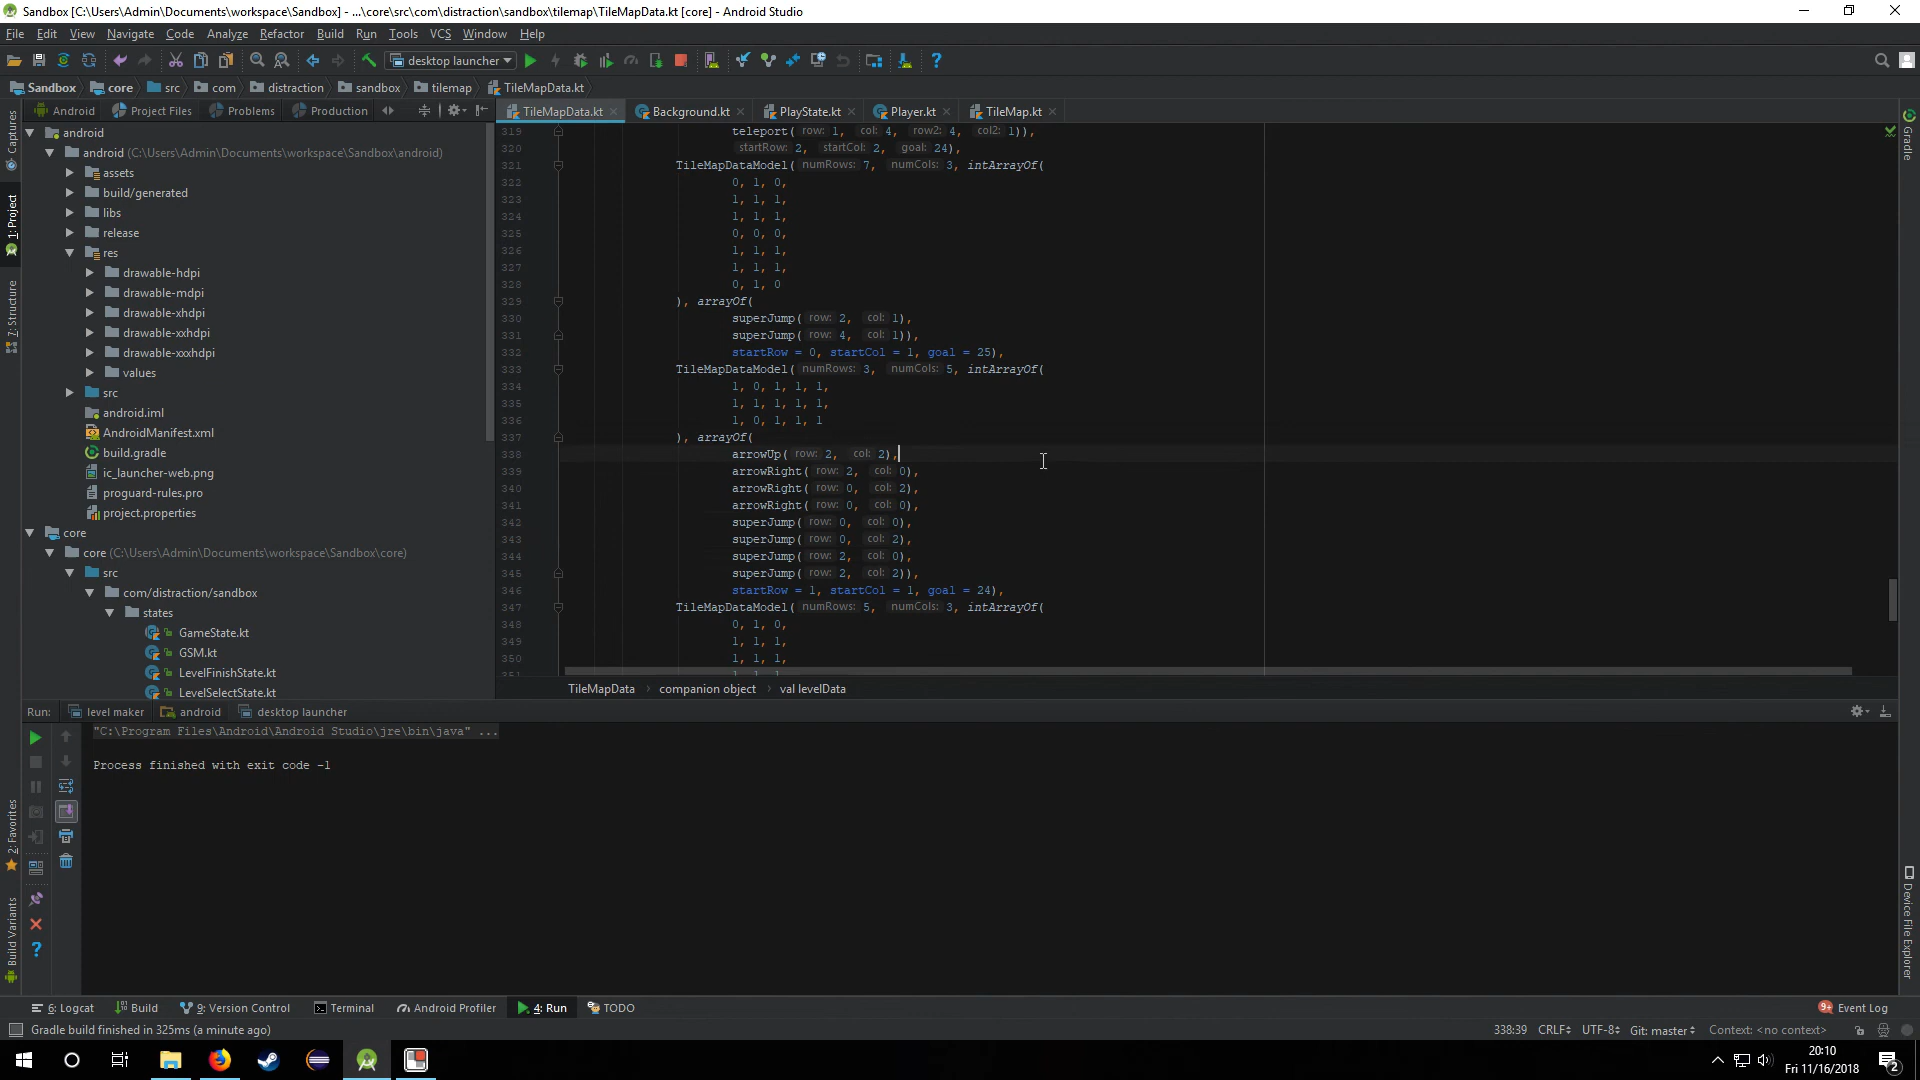 Sandbox [C:\Users\Admin\Documents\workspace\Sandbox] - ...\core\src\com\distraction\sandbox\tilemap\TileMapData.kt [core] - Android Studio
File Edit View Navigate Code Analyze Refactor Build Run Tools VCS Window Help
desktop launcher
Sandbox core src com distraction sandbox tilemap TileMapData.kt
Android Project Files Problems Production
TileMapData.kt Background.kt PlayState.kt Player.kt TileMap.kt
Captures
1: Project
7: Structure
2: Favorites
Build Variants
Gradle
Device File Explorer
android
android (C:\Users\Admin\Documents\workspace\Sandbox\android)
assets
build/generated
libs
release
res
drawable-hdpi
drawable-mdpi
drawable-xhdpi
drawable-xxhdpi
drawable-xxxhdpi
values
src
android.iml
AndroidManifest.xml
build.gradle
ic_launcher-web.png
proguard-rules.pro
project.properties
core
core (C:\Users\Admin\Documents\workspace\Sandbox\core)
src
com/distraction/sandbox
states
GameState.kt
GSM.kt
LevelFinishState.kt
LevelSelectState.kt
319 teleport( row: 1, col: 4, row2: 4, col2: 1)),
320 startRow: 2, startCol: 2, goal: 24),
321 TileMapDataModel( numRows: 7, numCols: 3, intArrayOf(
322 0, 1, 0,
323 1, 1, 1,
324 1, 1, 1,
325 0, 0, 0,
326 1, 1, 1,
327 1, 1, 1,
328 0, 1, 0
329 ), arrayOf(
330 superJump( row: 2, col: 1),
331 superJump( row: 4, col: 1)),
332 startRow = 0, startCol = 1, goal = 25),
333 TileMapDataModel( numRows: 3, numCols: 5, intArrayOf(
334 1, 0, 1, 1, 1,
335 1, 1, 1, 1, 1,
336 1, 0, 1, 1, 1
337 ), arrayOf(
338 arrowUp( row: 2, col: 2),
339 arrowRight( row: 2, col: 0),
340 arrowRight( row: 0, col: 2),
341 arrowRight( row: 0, col: 0),
342 superJump( row: 0, col: 0),
343 superJump( row: 0, col: 2),
344 superJump( row: 2, col: 0),
345 superJump( row: 2, col: 2)),
346 startRow = 1, startCol = 1, goal = 24),
347 TileMapDataModel( numRows: 5, numCols: 3, intArrayOf(
348 0, 1, 0,
349 1, 1, 1,
350 1, 1, 1,
TileMapData › companion object › val levelData
Run: level maker android desktop launcher
"C:\Program Files\Android\Android Studio\jre\bin\java" ...
Process finished with exit code -1
6: Logcat Build 9: Version Control Terminal Android Profiler 4: Run TODO Event Log
Gradle build finished in 325ms (a minute ago) 338:39 CRLF UTF-8 Git: master Context: <no context>
20:10
Fri 11/16/2018
2